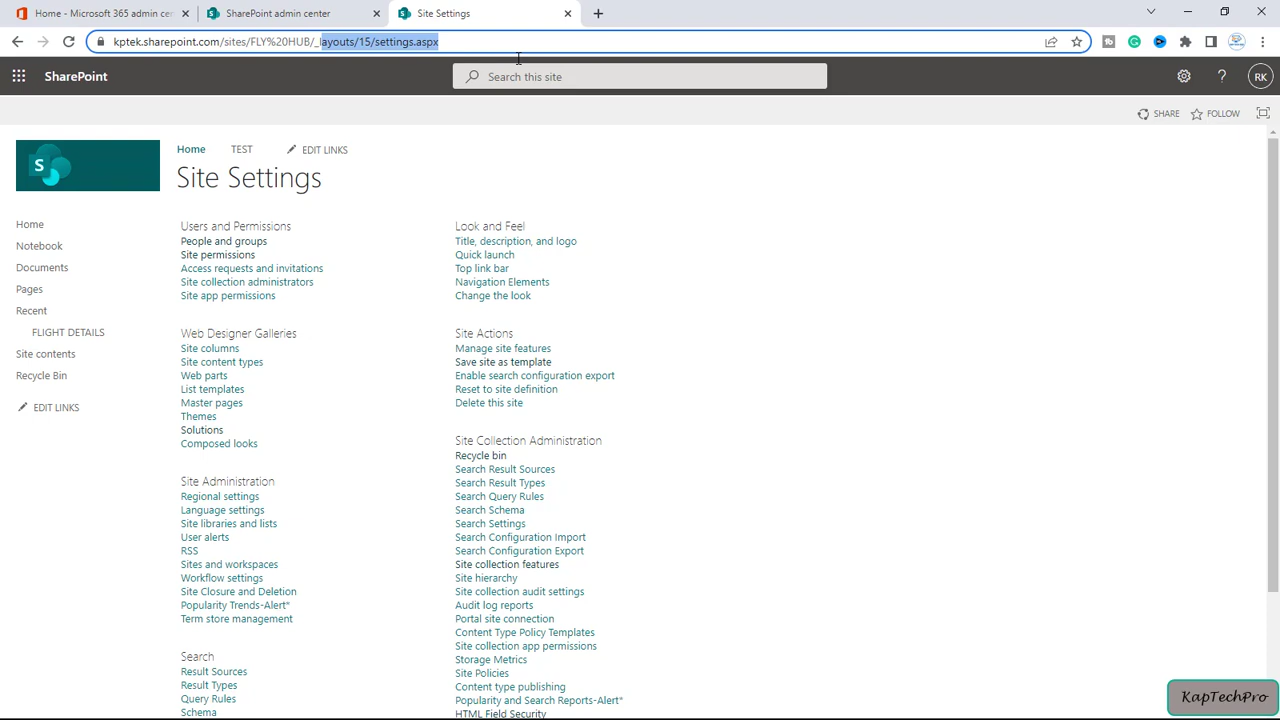 Home - Microsoft 365 admin cen
SharePoint admin center
Site Settings
kptek.sharepoint.com/sites/FLY%20HUB/_layouts/15/settings.aspx
SharePoint
Search this site
RK
SHARE
FOLLOW
S
Home
TEST
EDIT LINKS
Site Settings
Home
Notebook
Documents
Pages
Recent
FLIGHT DETAILS
Site contents
Recycle Bin
EDIT LINKS
Users and Permissions
People and groups
Site permissions
Access requests and invitations
Site collection administrators
Site app permissions
Web Designer Galleries
Site columns
Site content types
Web parts
List templates
Master pages
Themes
Solutions
Composed looks
Site Administration
Regional settings
Language settings
Site libraries and lists
User alerts
RSS
Sites and workspaces
Workflow settings
Site Closure and Deletion
Popularity Trends-Alert*
Term store management
Search
Result Sources
Result Types
Query Rules
Schema
Look and Feel
Title, description, and logo
Quick launch
Top link bar
Navigation Elements
Change the look
Site Actions
Manage site features
Save site as template
Enable search configuration export
Reset to site definition
Delete this site
Site Collection Administration
Recycle bin
Search Result Sources
Search Result Types
Search Query Rules
Search Schema
Search Settings
Search Configuration Import
Search Configuration Export
Site collection features
Site hierarchy
Site collection audit settings
Audit log reports
Portal site connection
Content Type Policy Templates
Site collection app permissions
Storage Metrics
Site Policies
Content type publishing
Popularity and Search Reports-Alert*
HTML Field Security
KapTechPro